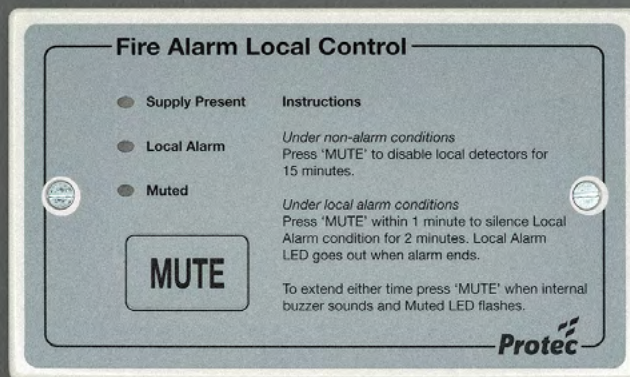 Fire Alarm Local Control
Supply Present
Local Alarm
Muted
MUTE
Instructions
Under non-alarm conditions
Press 'MUTE' to disable local detectors for
15 minutes.
Under local alarm conditions
Press 'MUTE' within 1 minute to silence Local
Alarm condition for 2 minutes. Local Alarm
LED goes out when alarm ends.
To extend either time press 'MUTE' when internal
buzzer sounds and Muted LED flashes.
Protec